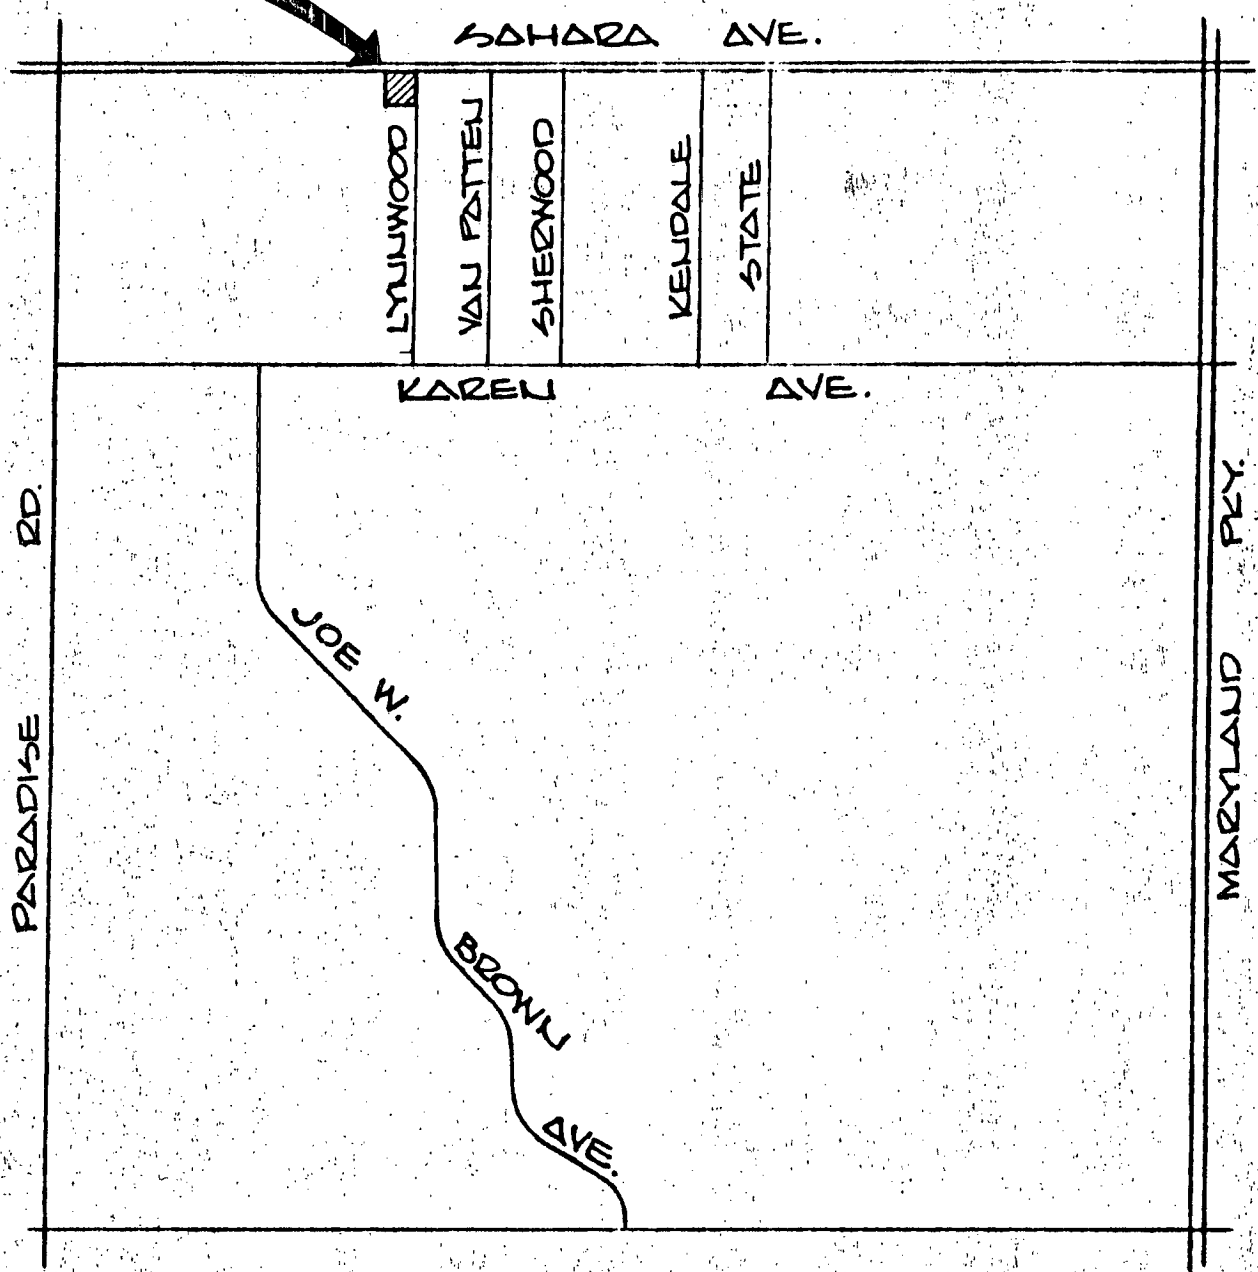 SAHARA AVE.
LYNNWOOD
VAN PATTEN
SHERWOOD
KENDALE
STATE
KAREN AVE.
PARADISE RD.
MARYLAND PKY.
JOE W.
BROWN
AVE.